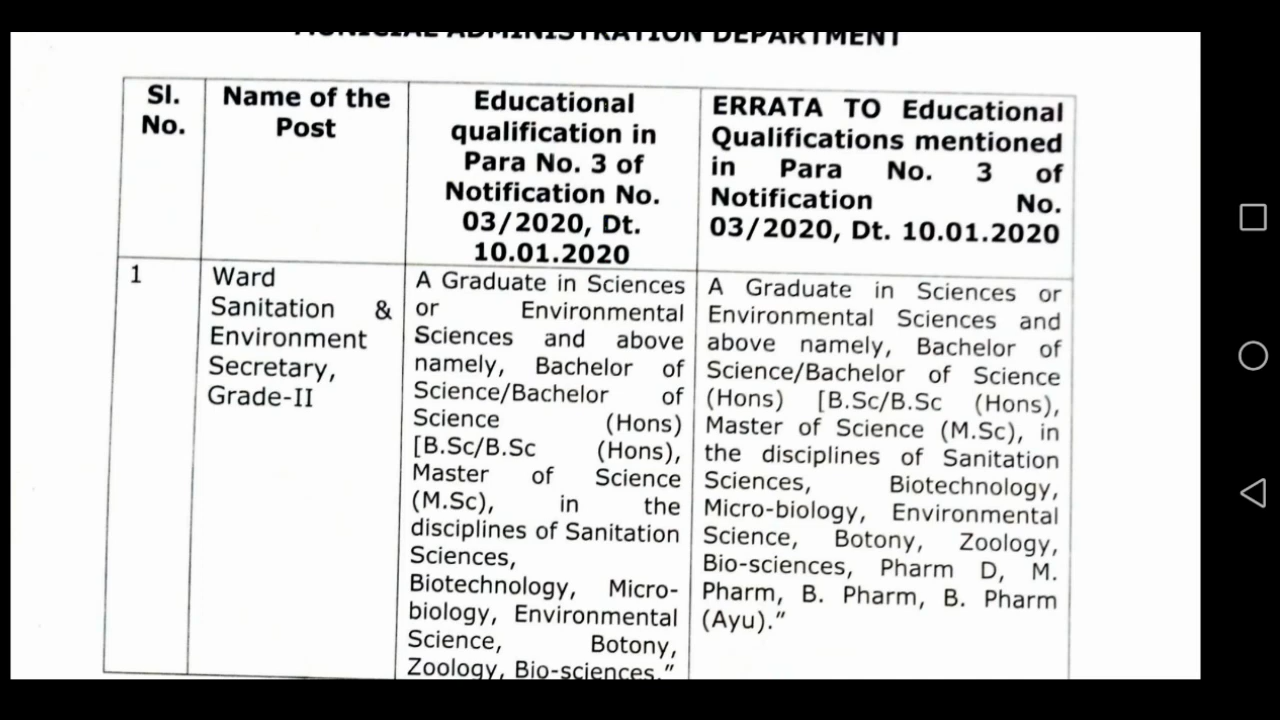 MUNICIAL ADMINISTRATION DEPARTMENT
Sl.
No.
Name of the
Post
Educational
qualification in
Para No. 3 of
Notification No.
03/2020, Dt.
10.01.2020
ERRATA TO Educational
Qualifications mentioned
in Para No. 3 of
Notification No.
03/2020, Dt. 10.01.2020
1
Ward
Sanitation &
Environment
Secretary,
Grade-II
A Graduate in Sciences
or Environmental
Sciences and above
namely, Bachelor of
Science/Bachelor of
Science (Hons)
[B.Sc/B.Sc (Hons),
Master of Science
(M.Sc), in the
disciplines of Sanitation
Sciences,
Biotechnology, Micro-
biology, Environmental
Science, Botony,
Zoology, Bio-sciences."
A Graduate in Sciences or
Environmental Sciences and
above namely, Bachelor of
Science/Bachelor of Science
(Hons) [B.Sc/B.Sc (Hons),
Master of Science (M.Sc), in
the disciplines of Sanitation
Sciences, Biotechnology,
Micro-biology, Environmental
Science, Botony, Zoology,
Bio-sciences, Pharm D, M.
Pharm, B. Pharm, B. Pharm
(Ayu)."